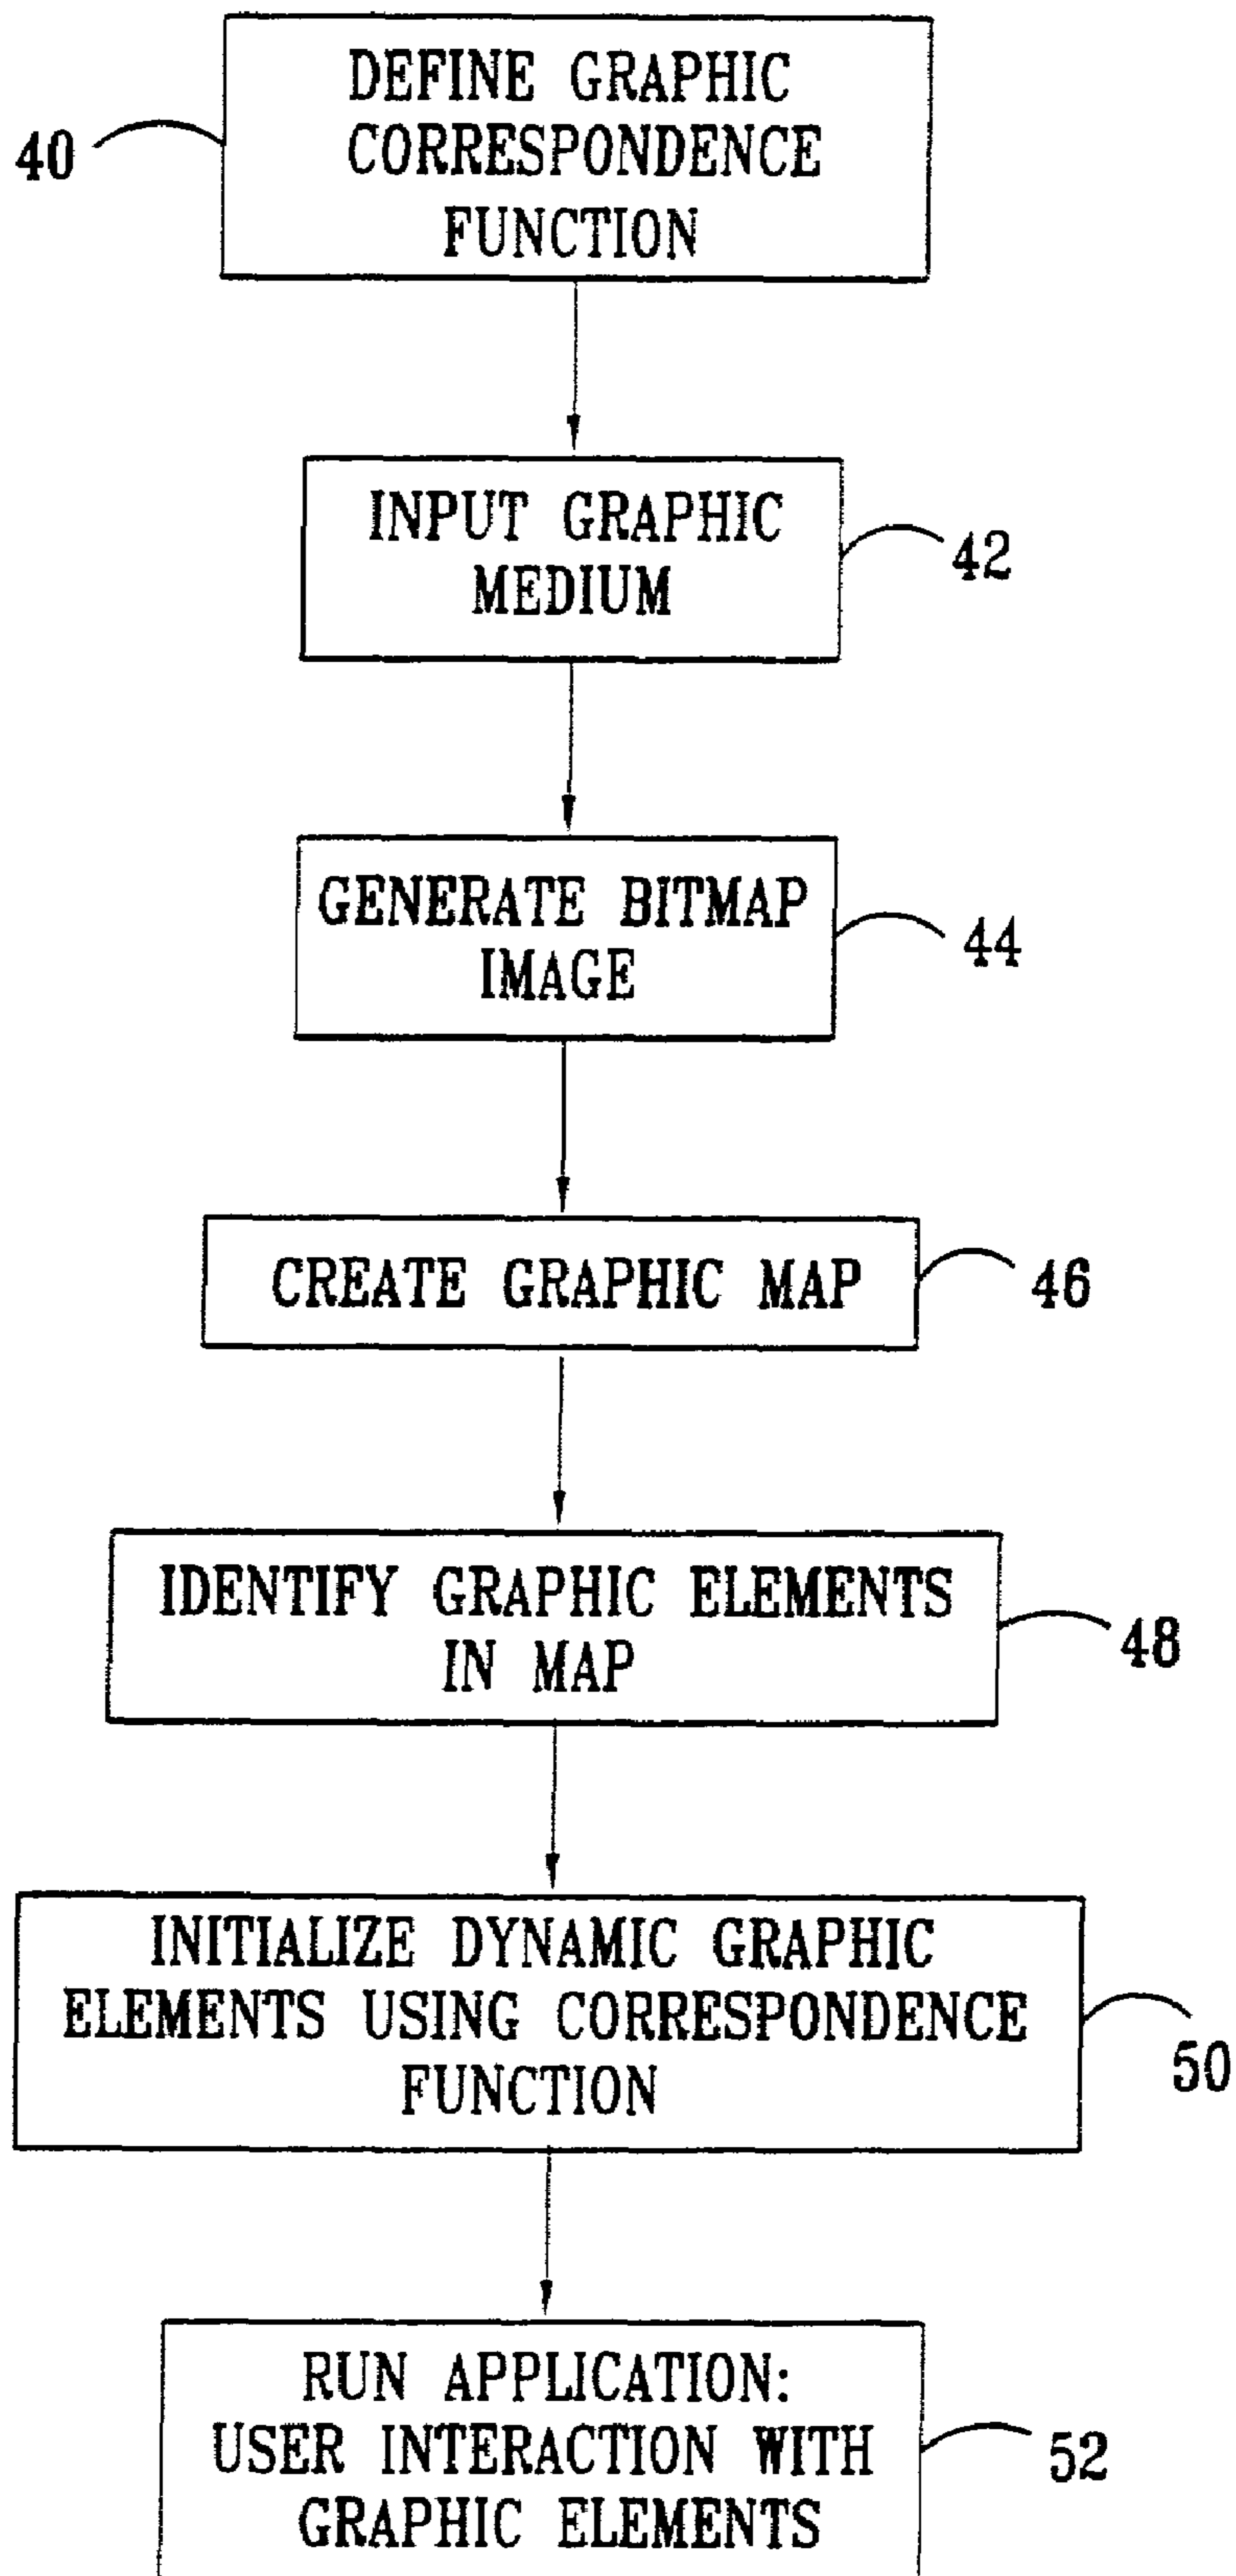 DEFINE GRAPHIC
CORRESPONDENCE
FUNCTION
40
INPUT GRAPHIC
MEDIUM
42
GENERATE BITMAP
IMAGE
44
CREATE GRAPHIC MAP
46
IDENTIFY GRAPHIC ELEMENTS
IN MAP
48
INITIALIZE DYNAMIC GRAPHIC
ELEMENTS USING CORRESPONDENCE
FUNCTION
50
RUN APPLICATION:
USER INTERACTION WITH
GRAPHIC ELEMENTS
52